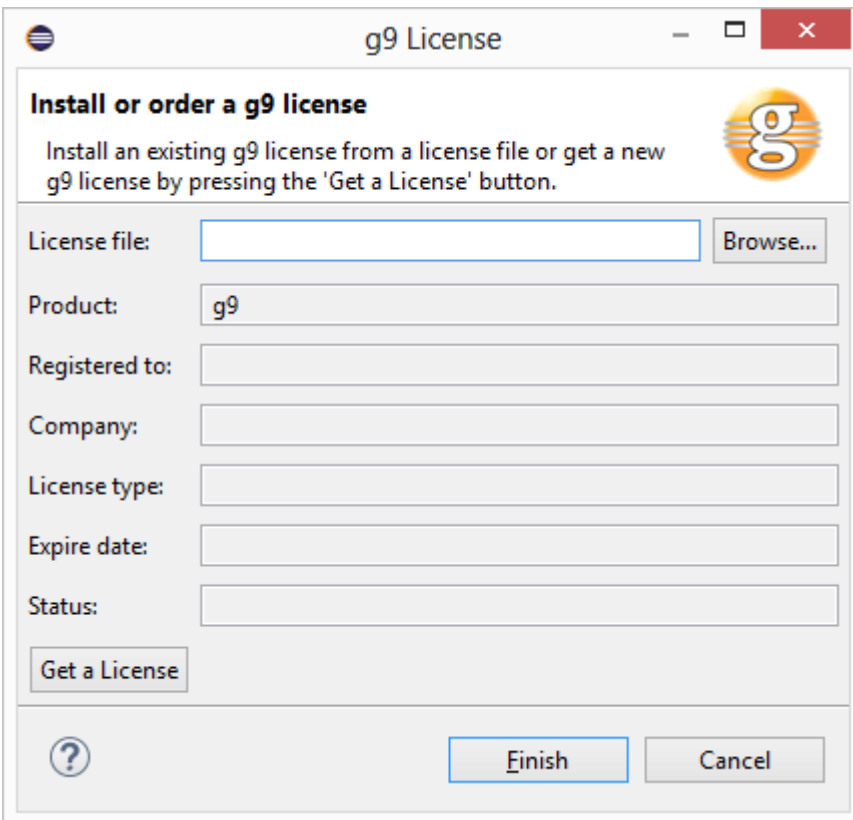 g9 License
Install or order a g9 license
g
Install an existing g9 license from a license file or get a new
g9 license by pressing the 'Get a License' button.
License file:
Browse...
Product:
g9
Registered to:
Company:
License type:
Expire date:
Status:
Get a License
?
Finish
Cancel